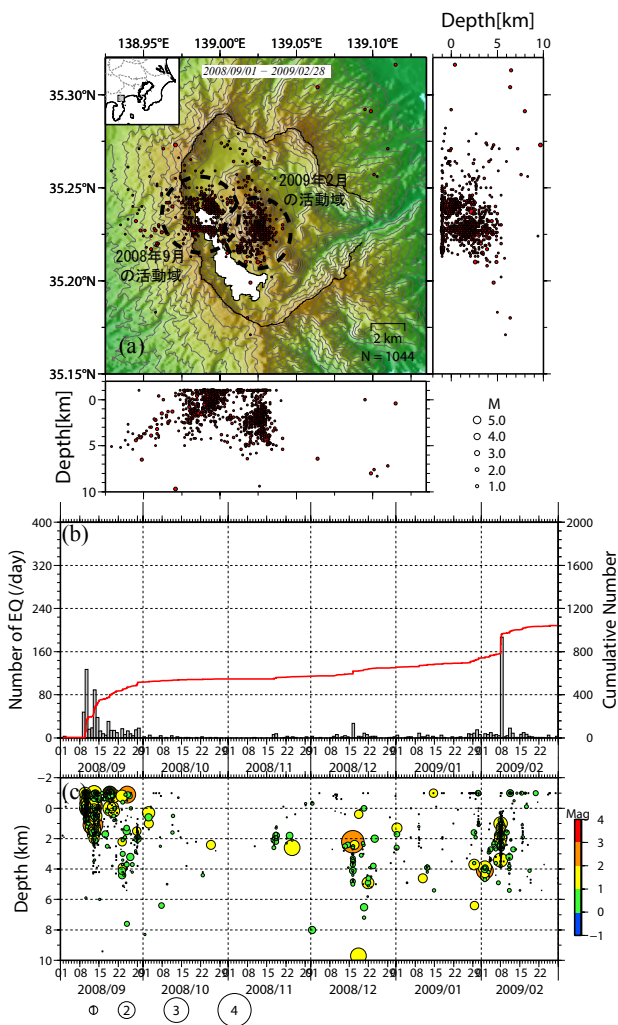 Depth[km]
138.95°E 139.00°E 139.05°E 139.10°E
0 5 10
2008/09/01 − 2009/02/28
35.30°N
35.25°N
35.20°N
35.15°N
2009年2月
の活動域
2008年9月
の活動域
2 km
N = 1044
(a)
Depth[km]
0
5
10
M
5.0
4.0
3.0
2.0
1.0
(b)
Number of EQ (/day)
400
320
240
160
80
0
Cumulative Number
2000
1600
1200
800
400
0
01 08 15 22 29 01 08 15 22 29 01 08 15 22 29 01 08 15 22 29 01 08 15 22 29 01 08 15 22
2008/09 2008/10 2008/11 2008/12 2009/01 2009/02
(c)
Depth (km)
−2
0
2
4
6
8
10
Mag
4
3
2
1
0
−1
01 08 15 22 29 01 08 15 22 29 01 08 15 22 29 01 08 15 22 29 01 08 15 22 29 01 08 15 22
2008/09 2008/10 2008/11 2008/12 2009/01 2009/02
1 2 3 4